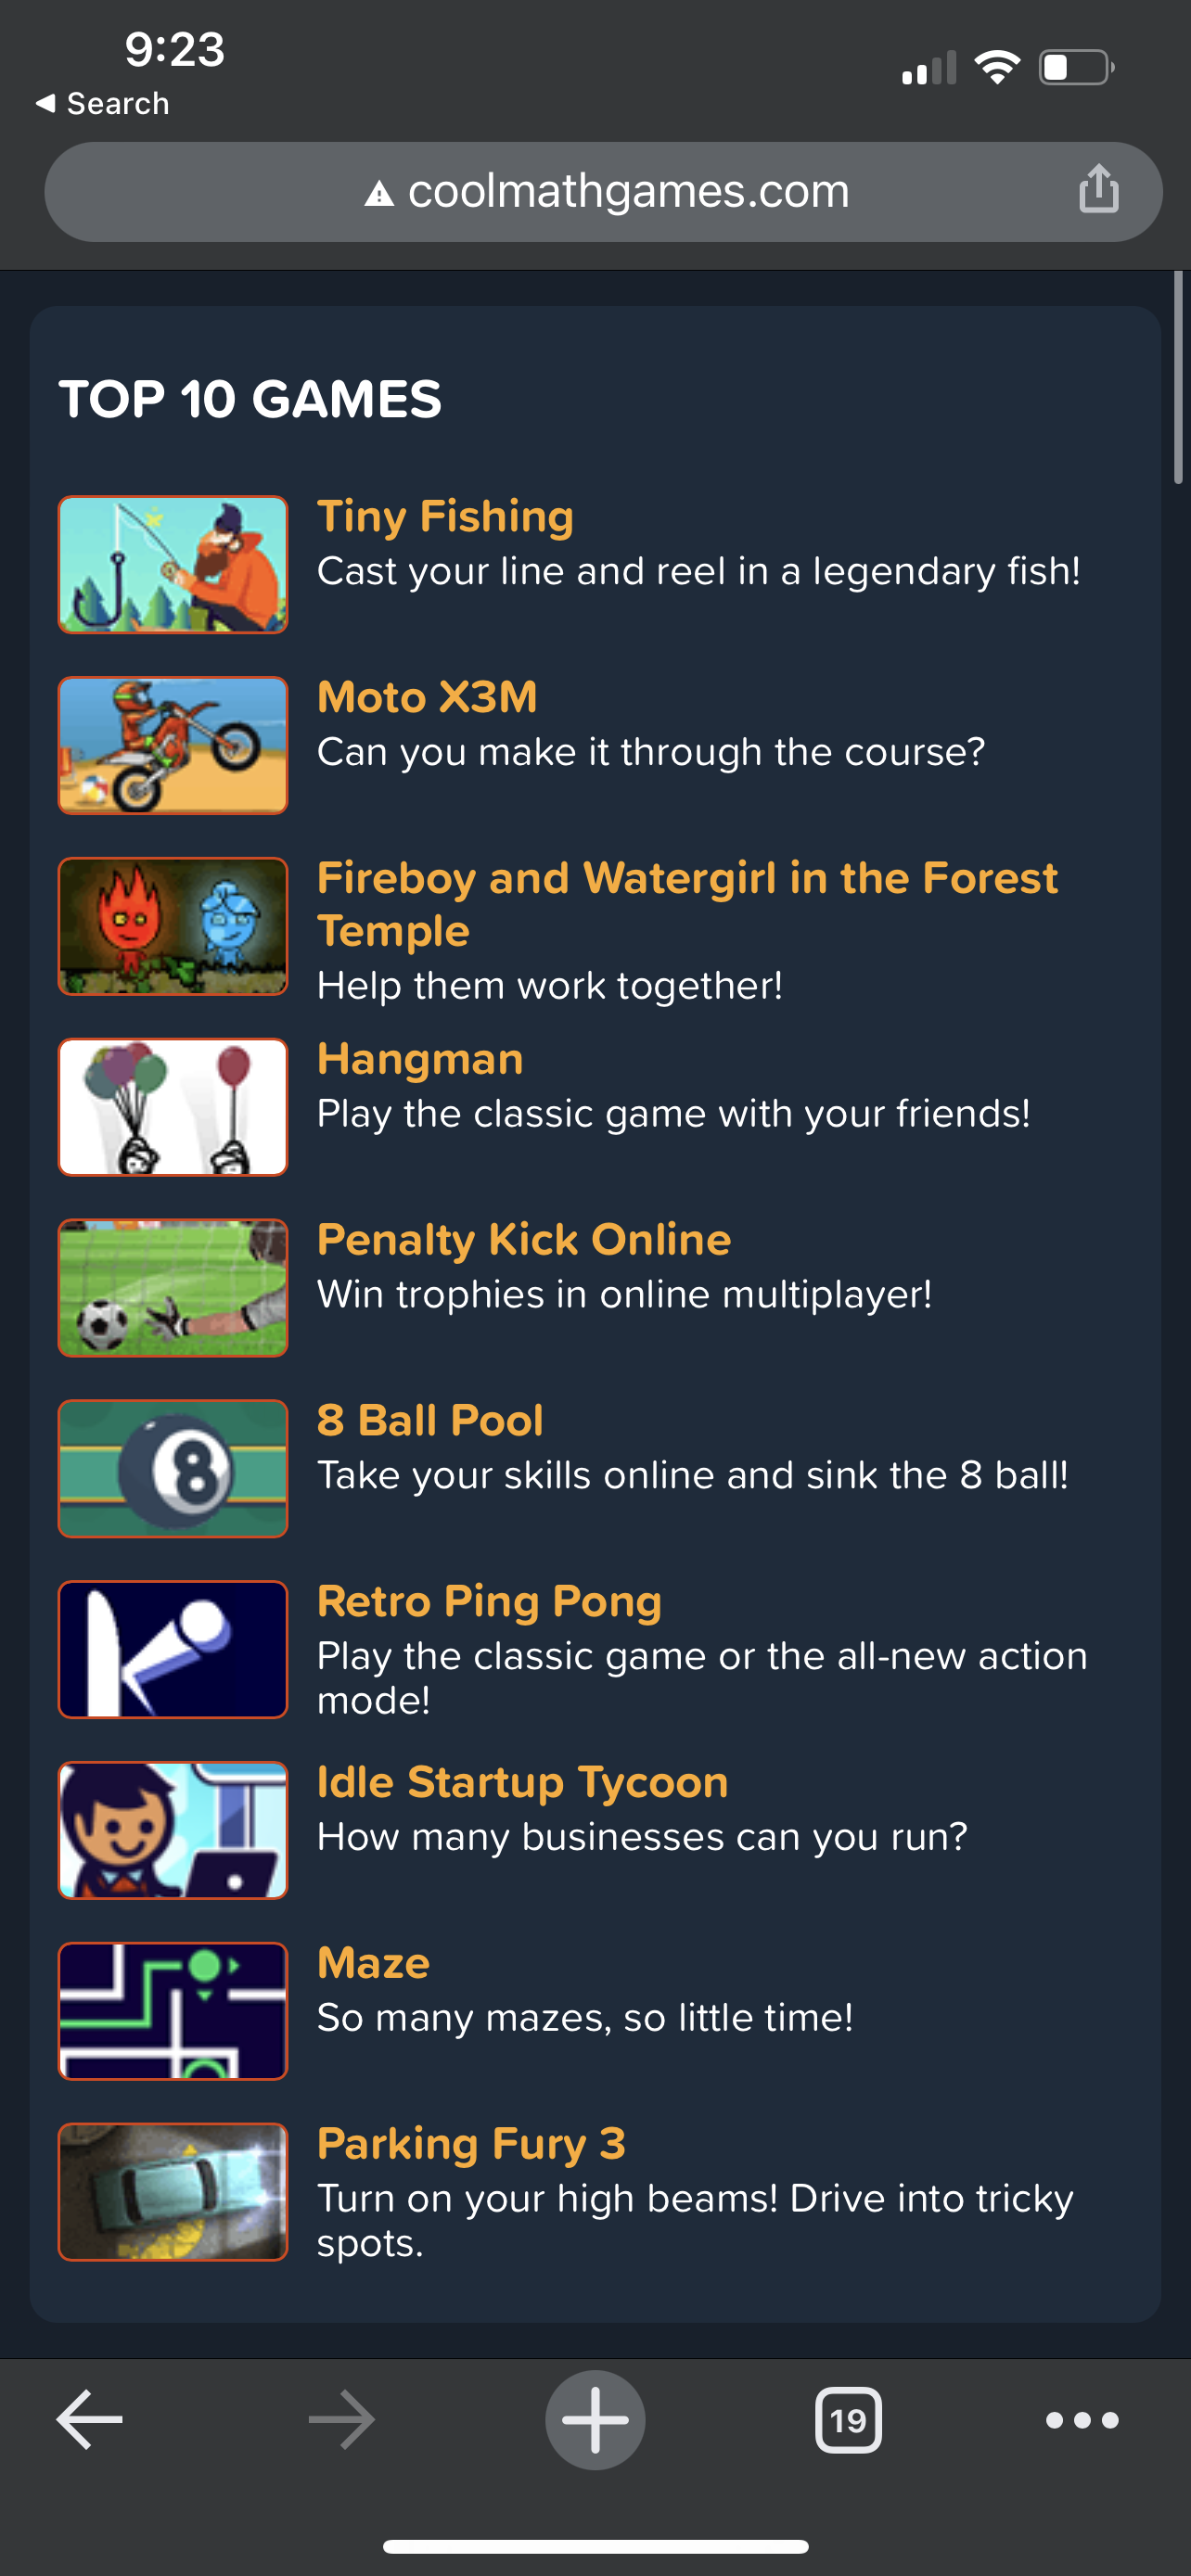 9:23
Search
coolmathgames.com
TOP 10 GAMES
Tiny Fishing
Cast your line and reel in a legendary fish!
Moto X3M
Can you make it through the course?
Fireboy and Watergirl in the Forest
Temple
Help them work together!
Hangman
Play the classic game with your friends!
Penalty Kick Online
Win trophies in online multiplayer!
8
8 Ball Pool
Take your skills online and sink the 8 ball!
Retro Ping Pong
Play the classic game or the all-new action
mode!
Idle Startup Tycoon
How many businesses can you run?
Maze
So many mazes, so little time!
Parking Fury 3
Turn on your high beams! Drive into tricky
spots.
19